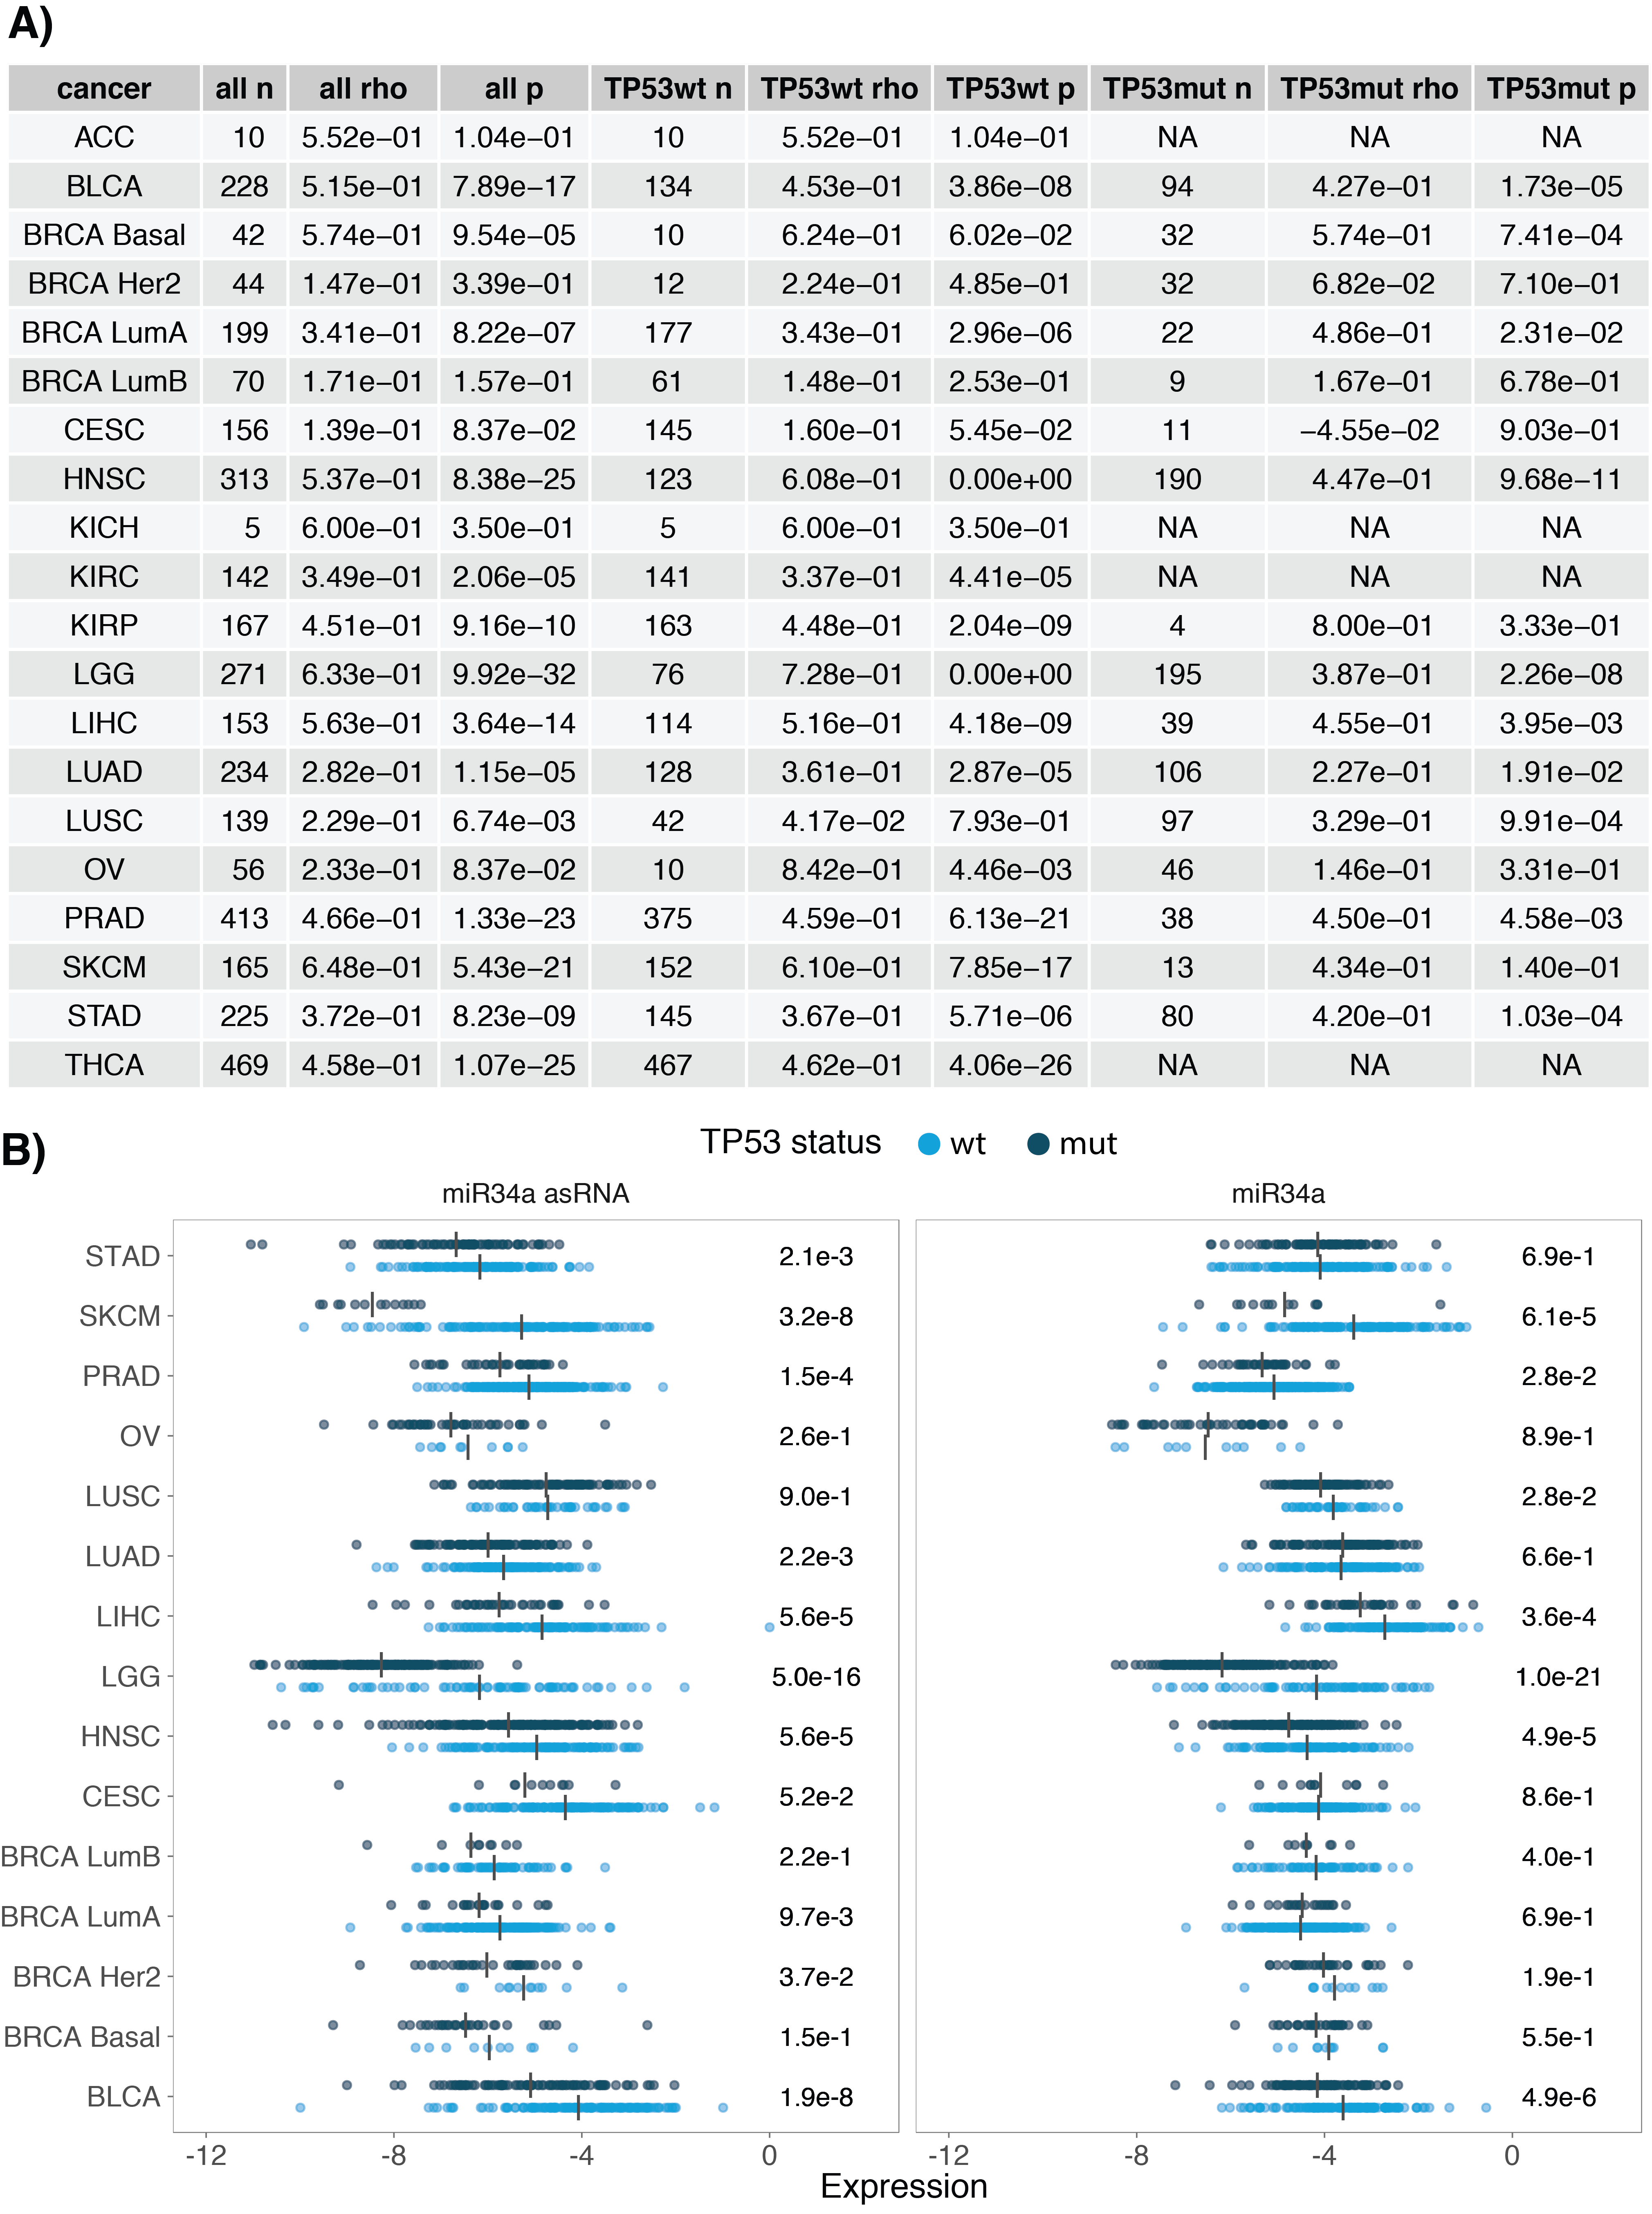 A)
cancer all n all rho all p TP53wt n TP53wt rho TP53wt p TP53mut n TP53mut rho TP53mut p
ACC 10 5.52e−01 1.04e−01 10 5.52e−01 1.04e−01 NA NA NA
BLCA 228 5.15e−01 7.89e−17 134 4.53e−01 3.86e−08 94 4.27e−01 1.73e−05
BRCA Basal 42 5.74e−01 9.54e−05 10 6.24e−01 6.02e−02 32 5.74e−01 7.41e−04
BRCA Her2 44 1.47e−01 3.39e−01 12 2.24e−01 4.85e−01 32 6.82e−02 7.10e−01
BRCA LumA 199 3.41e−01 8.22e−07 177 3.43e−01 2.96e−06 22 4.86e−01 2.31e−02
BRCA LumB 70 1.71e−01 1.57e−01 61 1.48e−01 2.53e−01 9 1.67e−01 6.78e−01
CESC 156 1.39e−01 8.37e−02 145 1.60e−01 5.45e−02 11 −4.55e−02 9.03e−01
HNSC 313 5.37e−01 8.38e−25 123 6.08e−01 0.00e+00 190 4.47e−01 9.68e−11
KICH 5 6.00e−01 3.50e−01 5 6.00e−01 3.50e−01 NA NA NA
KIRC 142 3.49e−01 2.06e−05 141 3.37e−01 4.41e−05 NA NA NA
KIRP 167 4.51e−01 9.16e−10 163 4.48e−01 2.04e−09 4 8.00e−01 3.33e−01
LGG 271 6.33e−01 9.92e−32 76 7.28e−01 0.00e+00 195 3.87e−01 2.26e−08
LIHC 153 5.63e−01 3.64e−14 114 5.16e−01 4.18e−09 39 4.55e−01 3.95e−03
LUAD 234 2.82e−01 1.15e−05 128 3.61e−01 2.87e−05 106 2.27e−01 1.91e−02
LUSC 139 2.29e−01 6.74e−03 42 4.17e−02 7.93e−01 97 3.29e−01 9.91e−04
OV 56 2.33e−01 8.37e−02 10 8.42e−01 4.46e−03 46 1.46e−01 3.31e−01
PRAD 413 4.66e−01 1.33e−23 375 4.59e−01 6.13e−21 38 4.50e−01 4.58e−03
SKCM 165 6.48e−01 5.43e−21 152 6.10e−01 7.85e−17 13 4.34e−01 1.40e−01
STAD 225 3.72e−01 8.23e−09 145 3.67e−01 5.71e−06 80 4.20e−01 1.03e−04
THCA 469 4.58e−01 1.07e−25 467 4.62e−01 4.06e−26 NA NA NA
B)
TP53 status wt mut
miR34a asRNA miR34a
STAD 2.1e-3 6.9e-1
SKCM 3.2e-8 6.1e-5
PRAD 1.5e-4 2.8e-2
OV 2.6e-1 8.9e-1
LUSC 9.0e-1 2.8e-2
LUAD 2.2e-3 6.6e-1
LIHC 5.6e-5 3.6e-4
LGG 5.0e-16 1.0e-21
HNSC 5.6e-5 4.9e-5
CESC 5.2e-2 8.6e-1
BRCA LumB 2.2e-1 4.0e-1
BRCA LumA 9.7e-3 6.9e-1
BRCA Her2 3.7e-2 1.9e-1
BRCA Basal 1.5e-1 5.5e-1
BLCA 1.9e-8 4.9e-6
-12 -8 -4 0 -12 -8 -4 0
Expression